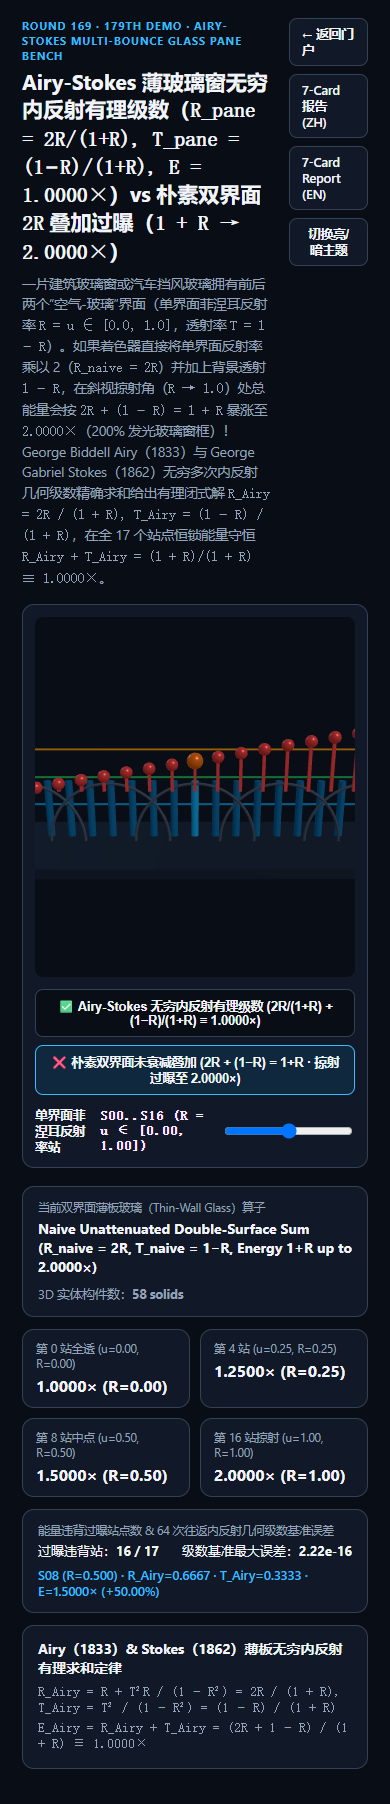 ROUND 169 · 179TH DEMO · AIRY-
STOKES MULTI-BOUNCE GLASS PANE
BENCH
Airy-Stokes 薄玻璃窗无穷
内反射有理级数（R_pane
= 2R/(1+R), T_pane =
(1−R)/(1+R), E =
1.0000×）vs 朴素双界面
2R 叠加过曝（1 + R →
2.0000×）
← 返回门
户
7-Card
报告
(ZH)
7-Card
Report
(EN)
切换亮/
暗主题
一片建筑玻璃窗或汽车挡风玻璃拥有前后
两个“空气-玻璃”界面（单界面菲涅耳反射
率 R = u ∈ [0.0, 1.0]，透射率 T = 1
− R）。如果着色器直接将单界面反射率
乘以 2（R_naive = 2R）并加上背景透射
1 − R，在斜视掠射角（R → 1.0）处总
能量会按 2R + (1 − R) = 1 + R 暴涨至
2.0000×（200% 发光玻璃窗框）！
George Biddell Airy（1833）与 George
Gabriel Stokes（1862）无穷多次内反射
几何级数精确求和给出有理闭式解 R_Airy
= 2R / (1 + R), T_Airy = (1 − R) /
(1 + R)，在全 17 个站点恒锁能量守恒
R_Airy + T_Airy = (1 + R)/(1 + R)
≡ 1.0000×。
✅ Airy-Stokes 无穷内反射有理级数 (2R/(1+R) +
(1−R)/(1+R) ≡ 1.0000×)
❌ 朴素双界面未衰减叠加 (2R + (1−R) = 1+R · 掠射
过曝至 2.0000×)
单界面菲
涅耳反射
率站
S00..S16 (R =
u ∈ [0.00,
1.00])
当前双界面薄板玻璃（Thin-Wall Glass）算子
Naive Unattenuated Double-Surface Sum
(R_naive = 2R, T_naive = 1−R, Energy 1+R up to
2.0000×)
3D 实体构件数：58 solids
第 0 站全透 (u=0.00,
R=0.00)
1.0000× (R=0.00)
第 4 站 (u=0.25, R=0.25)
1.2500× (R=0.25)
第 8 站中点 (u=0.50,
R=0.50)
1.5000× (R=0.50)
第 16 站掠射 (u=1.00,
R=1.00)
2.0000× (R=1.00)
能量违背过曝站点数 & 64 次往返内反射几何级数基准误差
过曝违背站：16 / 17 级数基准最大误差：2.22e-16
S08 (R=0.500) · R_Airy=0.6667 · T_Airy=0.3333 ·
E=1.5000× (+50.00%)
Airy（1833）& Stokes（1862）薄板无穷内反射
有理求和定律
R_Airy = R + T²R / (1 − R²) = 2R / (1 + R),
T_Airy = T² / (1 − R²) = (1 − R) / (1 + R)
E_Airy = R_Airy + T_Airy = (2R + 1 − R) / (1
+ R) ≡ 1.0000×